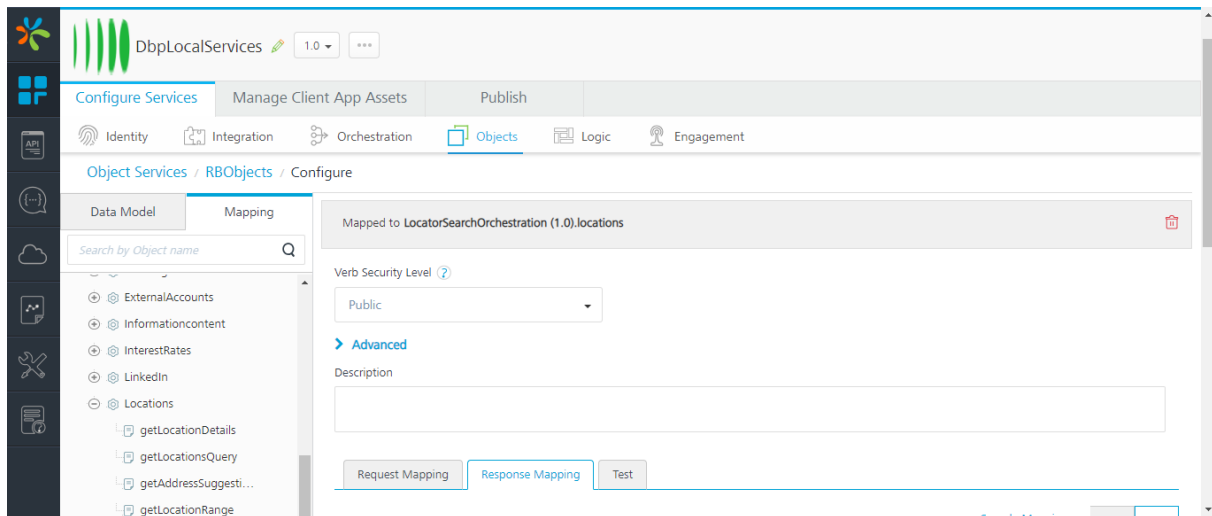 DbpLocalServices 1.0
Configure Services Manage Client App Assets Publish
API Identity Integration Orchestration Objects Logic Engagement
Object Services / RBObjects / Configure
Data Model Mapping
Search by Object name
ExternalAccounts
Informationcontent
InterestRates
LinkedIn
Locations
getLocationDetails
getLocationsQuery
getAddressSuggesti...
getLocationRange
Mapped to LocatorSearchOrchestration (1.0).locations
Verb Security Level ?
Public
Advanced
Description
Request Mapping Response Mapping Test